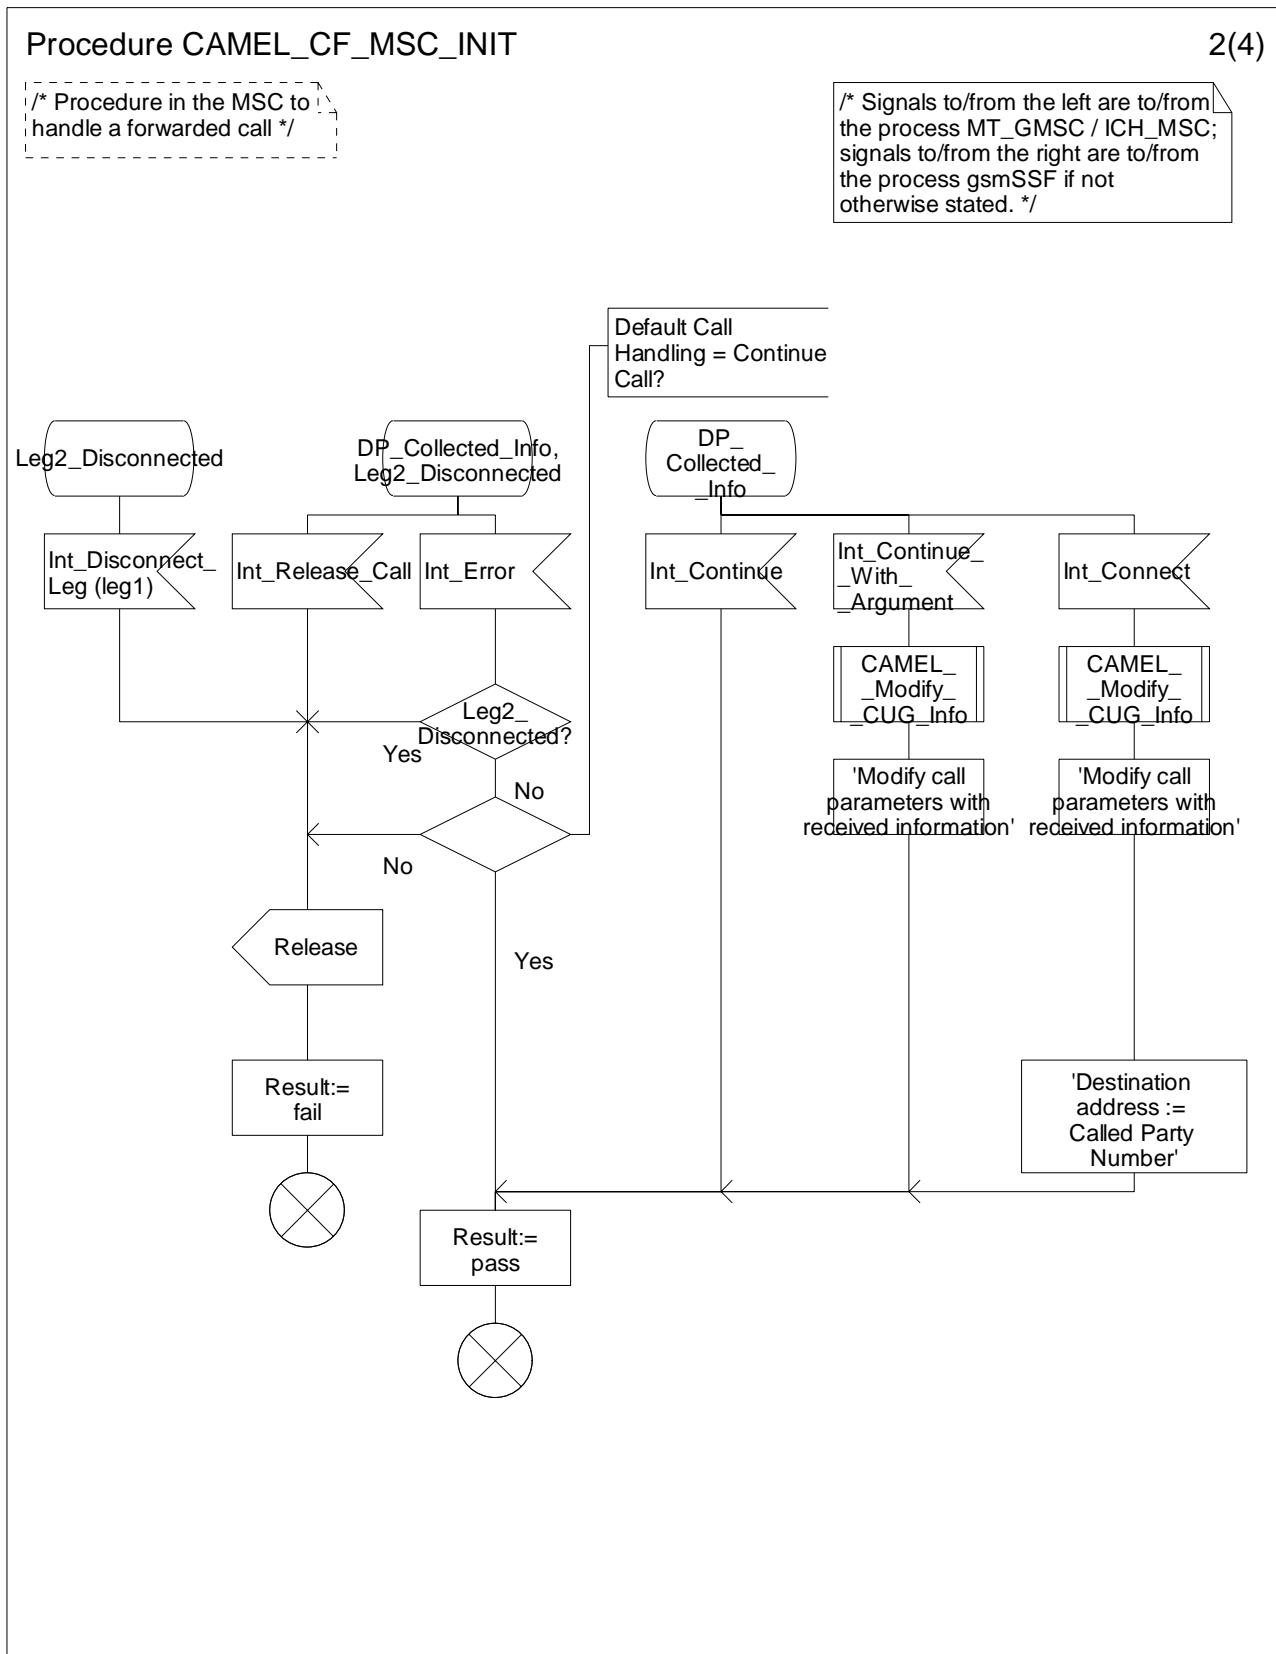 Procedure CAMEL_CF_MSC_INIT
2(4)
/* Procedure in the MSC to
handle a forwarded call */
/* Signals to/from the left are to/from
the process MT_GMSC / ICH_MSC;
signals to/from the right are to/from
the process gsmSSF if not
otherwise stated. */
Default Call
Handling = Continue
Call?
Leg2_Disconnected
DP_Collected_Info,
Leg2_Disconnected
DP_
Collected_
_Info
Int_Disconnect_
Leg (leg1)
Int_Release_Call
Int_Error
Int_Continue
Int_Continue_
_With_
_Argument
Int_Connect
CAMEL_
_Modify_
_CUG_Info
CAMEL_
_Modify_
_CUG_Info
Leg2_
Disconnected?
Yes
No
'Modify call
parameters with
received information'
'Modify call
parameters with
received information'
No
Yes
Release
Result:=
fail
'Destination
address :=
Called Party
Number'
Result:=
pass